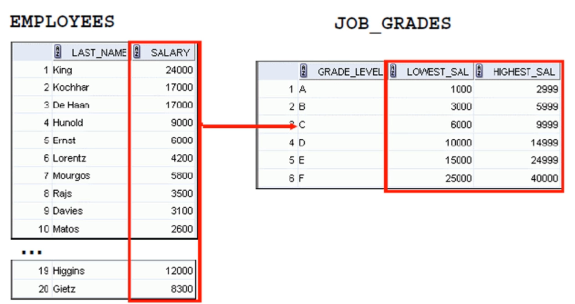 EMPLOYEES
LAST_NAME SALARY
1 King 24000
2 Kochhar 17000
3 De Haan 17000
4 Hunold 9000
5 Ernst 6000
6 Lorentz 4200
7 Mourgos 5800
8 Rajs 3500
9 Davies 3100
10 Matos 2600
...
19 Higgins 12000
20 Gietz 8300
JOB_GRADES
GRADE_LEVEL LOWEST_SAL HIGHEST_SAL
1 A 1000 2999
2 B 3000 5999
3 C 6000 9999
4 D 10000 14999
5 E 15000 24999
6 F 25000 40000